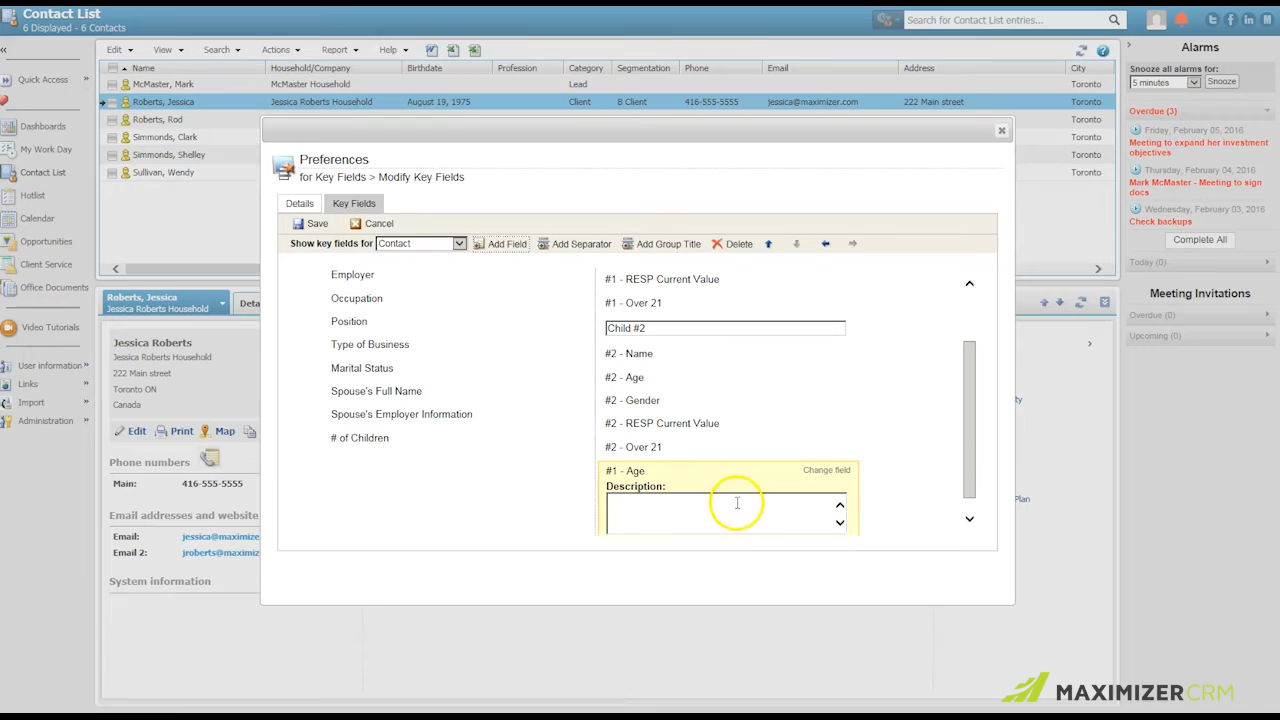 Contact List
6 Displayed - 6 Contacts
Search for Contact List entries...
Quick Access
Dashboards
My Work Day
Contact List
Hotlist
Calendar
Opportunities
Client Service
Office Documents
Video Tutorials
User information
Links
Import
Administration
Edit View Search Actions Report Help
Name Household/Company Birthdate Profession Category Segmentation Phone Email Address City
McMaster, Mark McMaster Household Lead Toronto
Roberts, Jessica Jessica Roberts Household August 19, 1975 Client B Client 416-555-5555 jessica@maximizer.com 222 Main street Toronto
Roberts, Rod Toronto
Simmonds, Clark Toronto
Simmonds, Shelley Toronto
Sullivan, Wendy Toronto
Preferences
for Key Fields > Modify Key Fields
Details Key Fields
Save Cancel
Show key fields for Contact Add Field Add Separator Add Group Title Delete
Employer
Occupation
Position
Type of Business
Marital Status
Spouse's Full Name
Spouse's Employer Information
# of Children
#1 - RESP Current Value
#1 - Over 21
Child #2
#2 - Name
#2 - Age
#2 - Gender
#2 - RESP Current Value
#2 - Over 21
#1 - Age Change field
Description:
Roberts, Jessica
Jessica Roberts Household
Deta
Jessica Roberts
Jessica Roberts Household
222 Main street
Toronto ON
Canada
Edit Print Map
Phone numbers
Main: 416-555-5555
Email addresses and website
Email: jessica@maximize
Email 2: jroberts@maximiz
System information
ty
Plan
Alarms
Snooze all alarms for:
5 minutes Snooze
Overdue (3)
Friday, February 05, 2016
Meeting to expand her investment
objectives
Thursday, February 04, 2016
Mark McMaster - Meeting to sign
docs
Wednesday, February 03, 2016
Check backups
Complete All
Today (0)
Meeting Invitations
Overdue (0)
Upcoming (0)
MAXIMIZERCRM